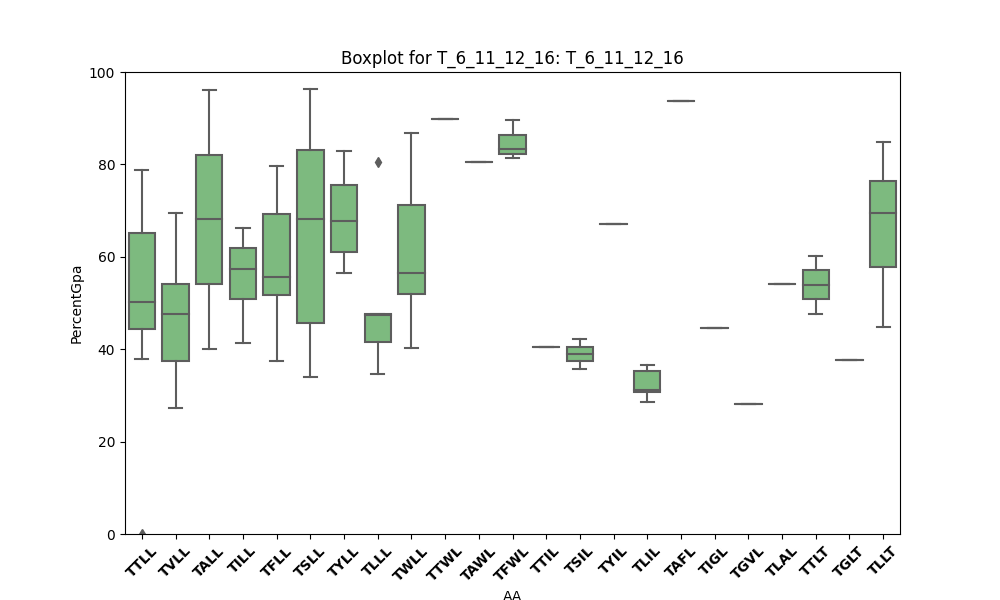 Boxplot for T_6_11_12_16: T_6_11_12_16
100
80
60
40
20
0
PercentGpa
TTLL TVLL TALL TILL TFLL TSLL TYLL TLLL TWLL TTWL TAWL TFWL TTIL TSIL TYIL TLIL TAFL TIGL TGVL TLAL TTLT TGLT TLLT
AA